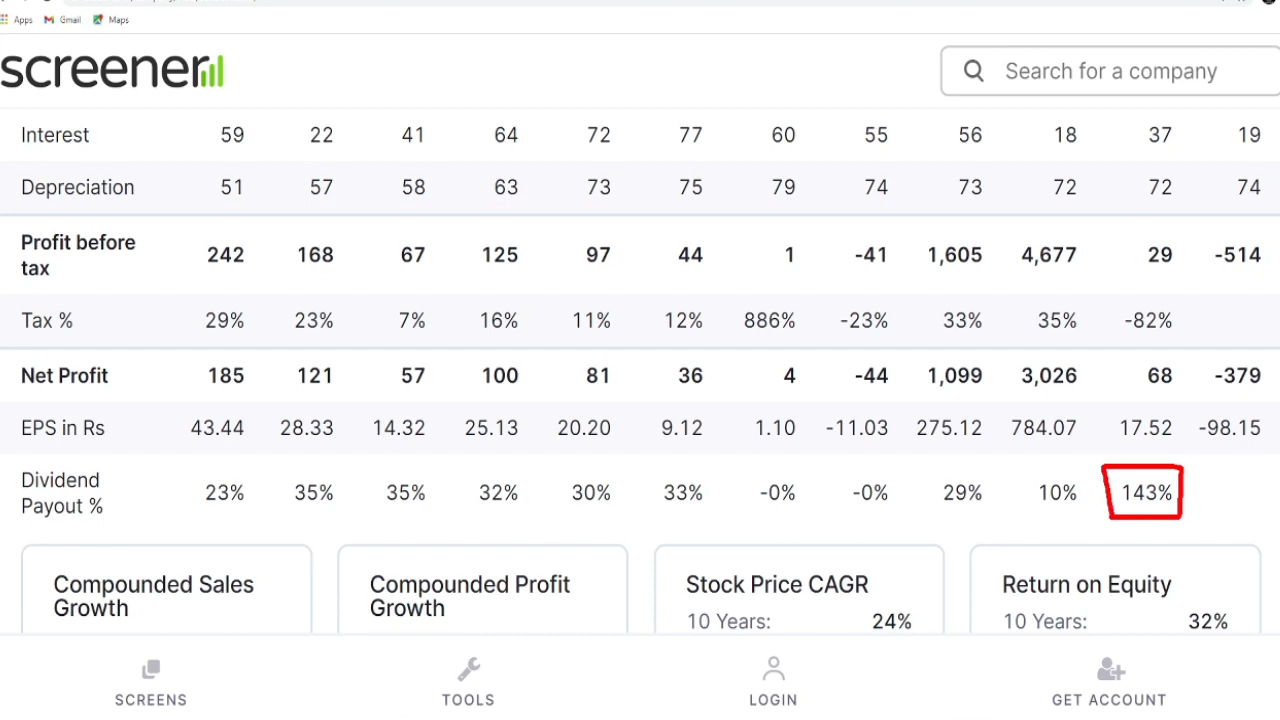 Apps Gmail Maps
screener
Search for a company
Interest 59 22 41 64 72 77 60 55 56 18 37 19
Depreciation 51 57 58 63 73 75 79 74 73 72 72 74
Profit before
tax 242 168 67 125 97 44 1 -41 1,605 4,677 29 -514
Tax % 29% 23% 7% 16% 11% 12% 886% -23% 33% 35% -82%
Net Profit 185 121 57 100 81 36 4 -44 1,099 3,026 68 -379
EPS in Rs 43.44 28.33 14.32 25.13 20.20 9.12 1.10 -11.03 275.12 784.07 17.52 -98.15
Dividend
Payout % 23% 35% 35% 32% 30% 33% -0% -0% 29% 10% 143%
Compounded Sales
Growth
Compounded Profit
Growth
Stock Price CAGR
10 Years: 24%
Return on Equity
10 Years: 32%
SCREENS TOOLS LOGIN GET ACCOUNT